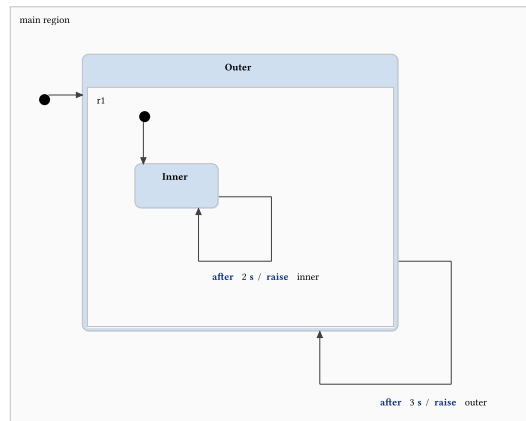 main region
Outer
r1
Inner
after 2 s / raise inner
after 3 s / raise outer